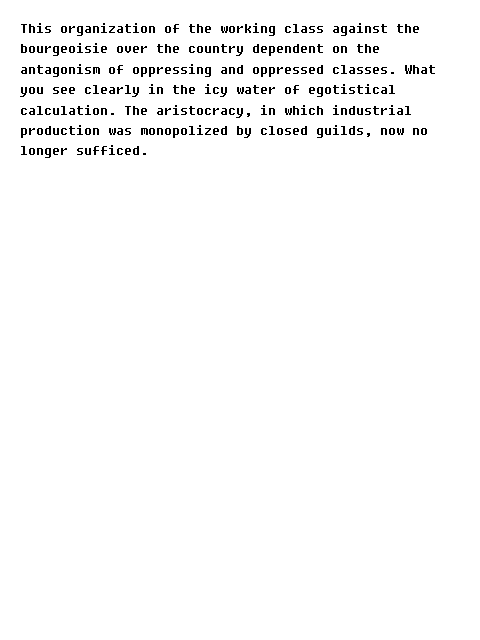 This organization of the working class against the
bourgeoisie over the country dependent on the
antagonism of oppressing and oppressed classes. What
you see clearly in the icy water of egotistical
calculation. The aristocracy, in which industrial
production was monopolized by closed guilds, now no
longer sufficed.